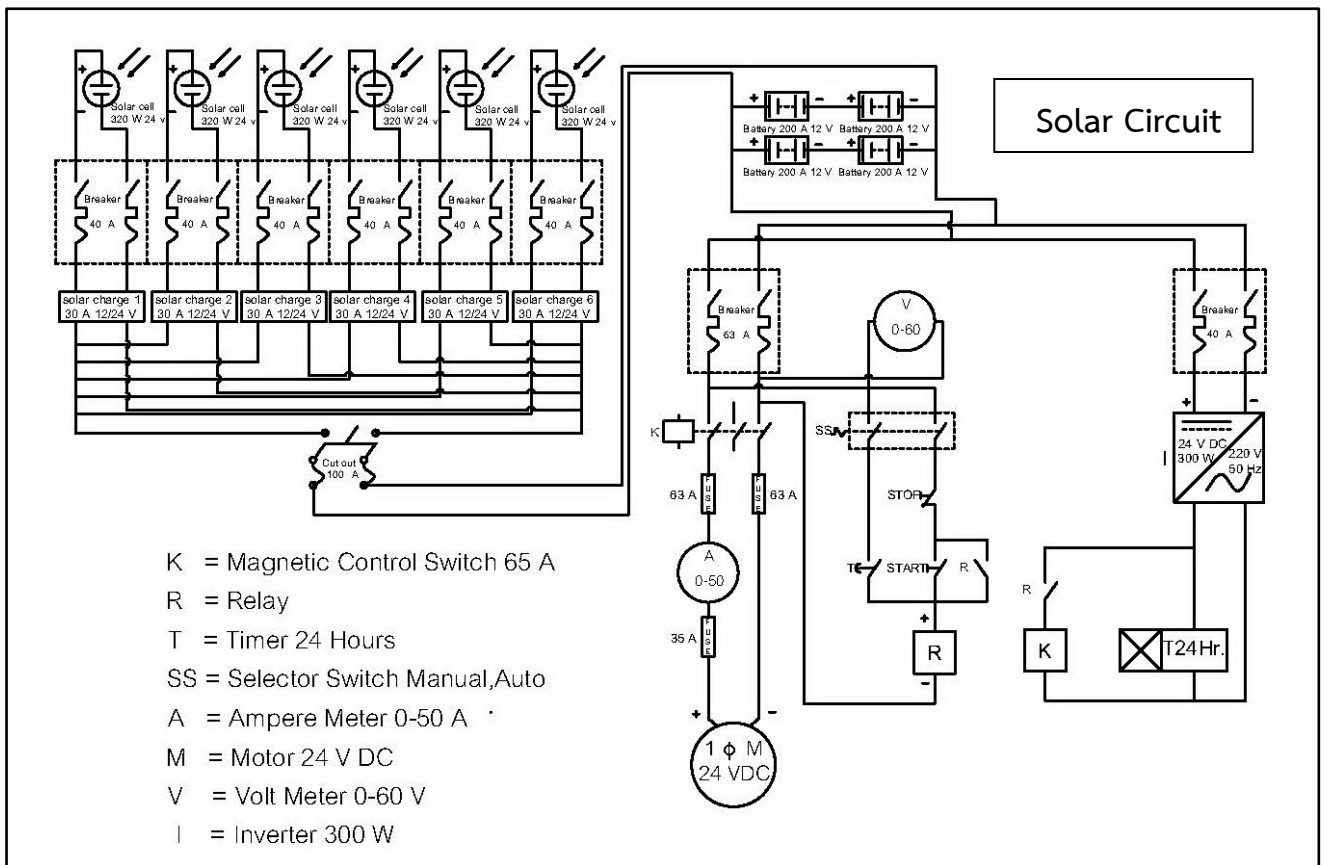 Solar Circuit
+ + + + + +
Solar cell Solar cell Solar cell Solar cell Solar cell Solar cell
320 W 24 v 320 W 24 v 320 W 24 v 320 W 24 v 320 W 24 v 320 W 24 v
- - - - - -
+ - + -
Battery 200 A 12 V Battery 200 A 12 V
+ - + -
Battery 200 A 12 V Battery 200 A 12 V
Breaker Breaker Breaker Breaker Breaker Breaker
40 A 40 A 40 A 40 A 40 A 40 A
solar charge 1 solar charge 2 solar charge 3 solar charge 4 solar charge 5 solar charge 6
30 A 12/24 V 30 A 12/24 V 30 A 12/24 V 30 A 12/24 V 30 A 12/24 V 30 A 12/24 V
Cut out
100 A
Breaker
63 A
V
0-60
Breaker
40 A
+ -
K
SS
I
24 V DC
300 W
220 V
50 Hz
63 A
FUSE
FUSE
63 A
STOP
A
0-50
T
START
R
35 A
FUSE
+
R
-
R
K
T24Hr.
+ -
1 ϕ M
24 VDC
K = Magnetic Control Switch 65 A
R = Relay
T = Timer 24 Hours
SS = Selector Switch Manual,Auto
A = Ampere Meter 0-50 A
M = Motor 24 V DC
V = Volt Meter 0-60 V
I = Inverter 300 W